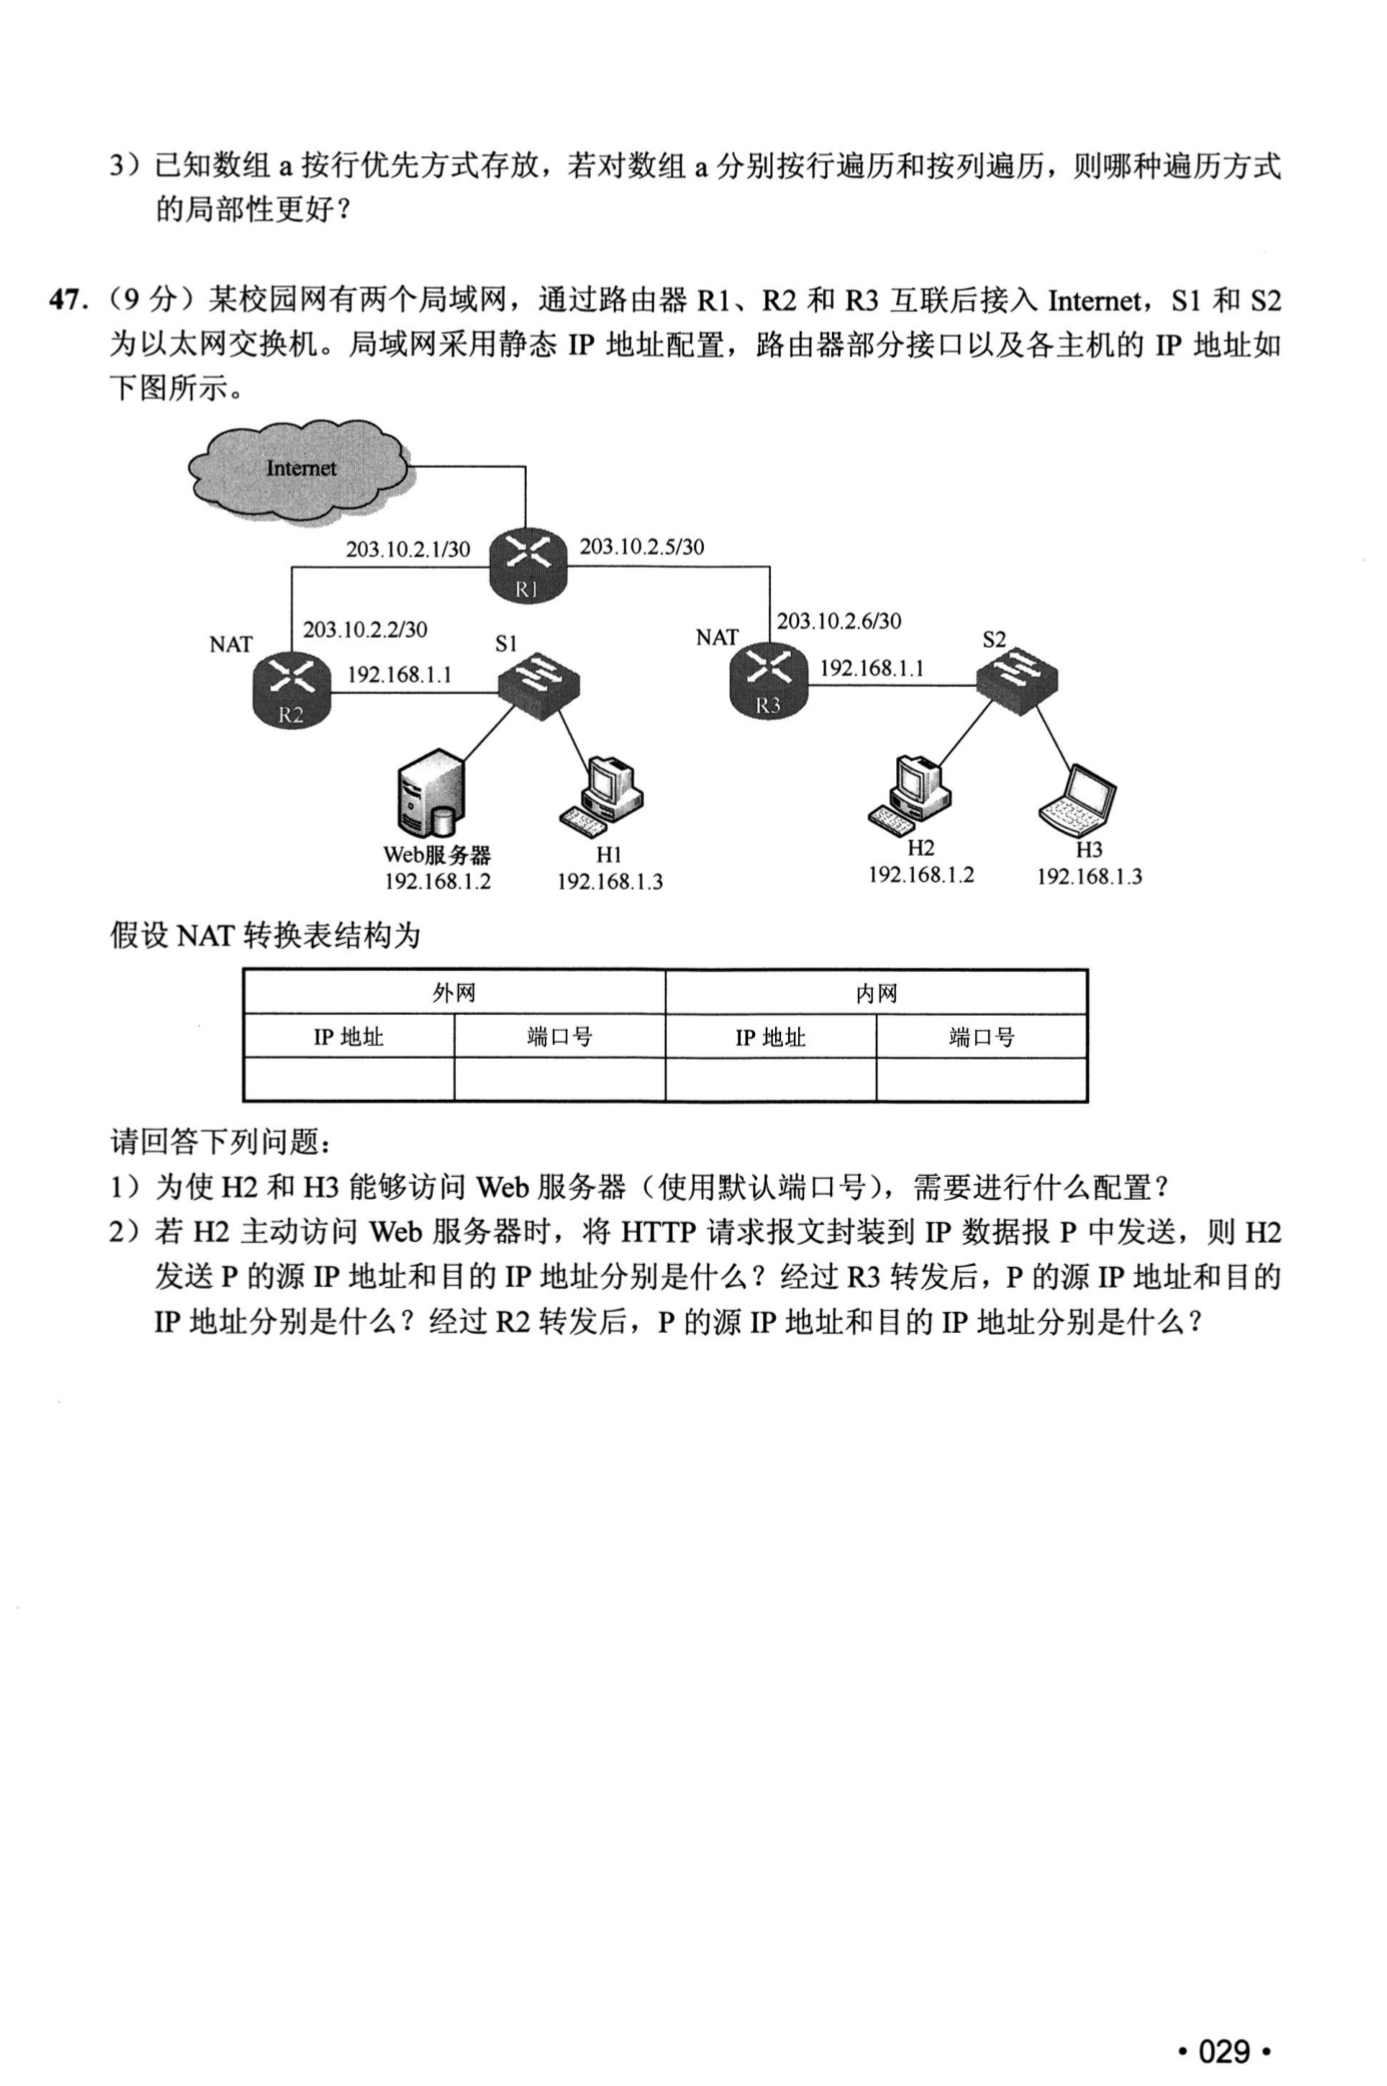 3）已知数组 a 按行优先方式存放，若对数组 a 分别按行遍历和按列遍历，则哪种遍历方式
的局部性更好？
47.（9 分）某校园网有两个局域网，通过路由器 R1、R2 和 R3 互联后接入 Internet，S1 和 S2
为以太网交换机。局域网采用静态 IP 地址配置，路由器部分接口以及各主机的 IP 地址如
下图所示。
Internet
203.10.2.1/30
203.10.2.5/30
R1
NAT
203.10.2.2/30
S1
NAT
203.10.2.6/30
S2
192.168.1.1
192.168.1.1
R2
R3
Web服务器
H1
H2
H3
192.168.1.2
192.168.1.3
192.168.1.2
192.168.1.3
假设 NAT 转换表结构为
外网 内网
IP 地址 端口号 IP 地址 端口号
请回答下列问题：
1）为使 H2 和 H3 能够访问 Web 服务器（使用默认端口号），需要进行什么配置？
2）若 H2 主动访问 Web 服务器时，将 HTTP 请求报文封装到 IP 数据报 P 中发送，则 H2
发送 P 的源 IP 地址和目的 IP 地址分别是什么？经过 R3 转发后，P 的源 IP 地址和目的
IP 地址分别是什么？经过 R2 转发后，P 的源 IP 地址和目的 IP 地址分别是什么？
·029·